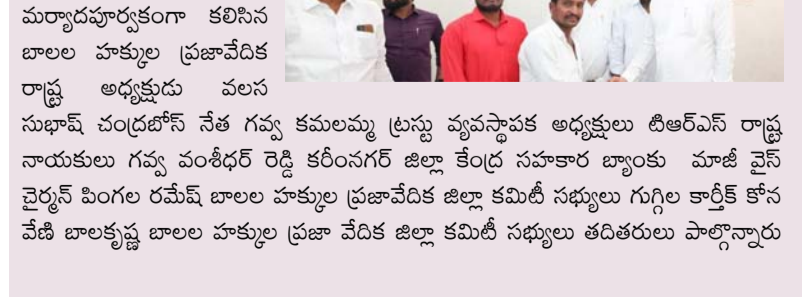 మర్యాదపూర్వకంగా కలిసిన
బాలల హక్కుల ప్రజావేదిక
రాష్ట్ర అధ్యక్షుడు వలస
సుభాష్ చంద్రబోస్ నేత గవ్వ కమలమ్మ ట్రస్టు వ్యవస్థాపక అధ్యక్షులు టిఆర్ఎస్ రాష్ట్ర
నాయకులు గవ్వ వంశీధర్ రెడ్డి కరీంనగర్ జిల్లా కేంద్ర సహకార బ్యాంకు మాజీ వైస్
చైర్మన్ పింగల రమేష్ బాలల హక్కుల ప్రజావేదిక జిల్లా కమిటీ సభ్యులు గుగ్గిల కార్తీక్ కోన
వేణి బాలకృష్ణ బాలల హక్కుల ప్రజా వేదిక జిల్లా కమిటీ సభ్యులు తదితరులు పాల్గొన్నారు